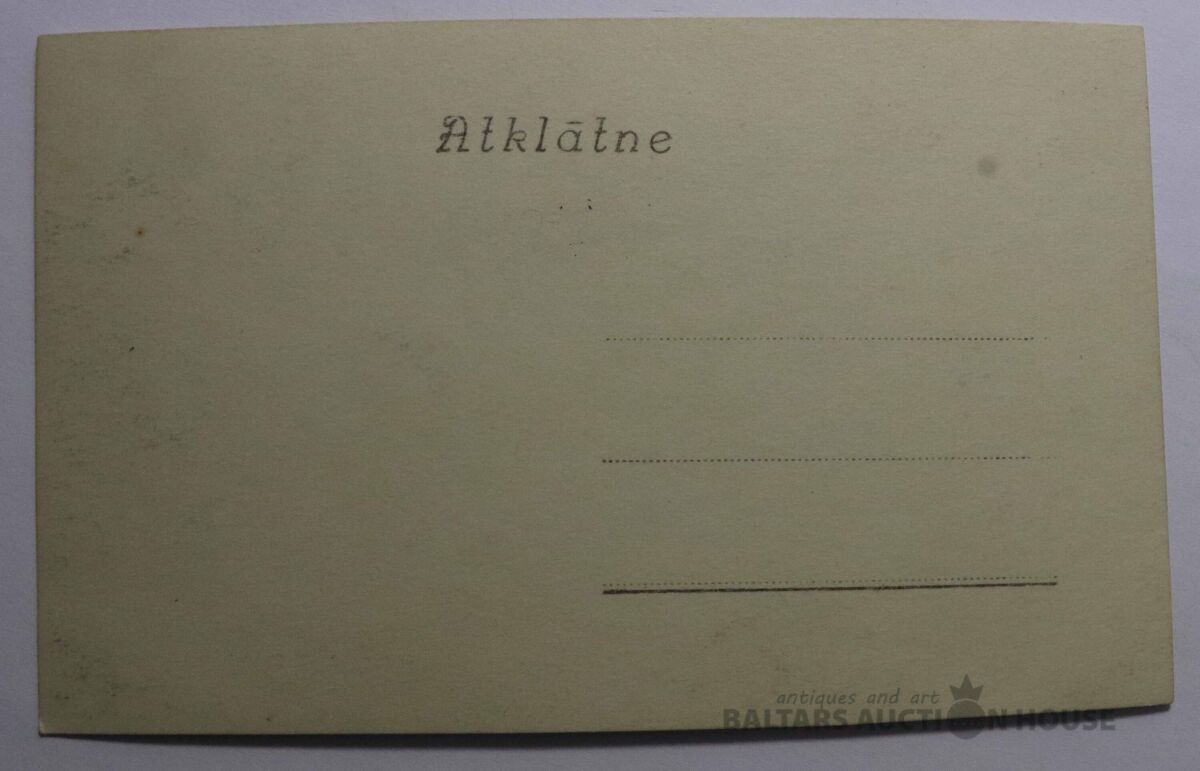 Atklātne
antiques and art
BALTARS AUCTION HOUSE